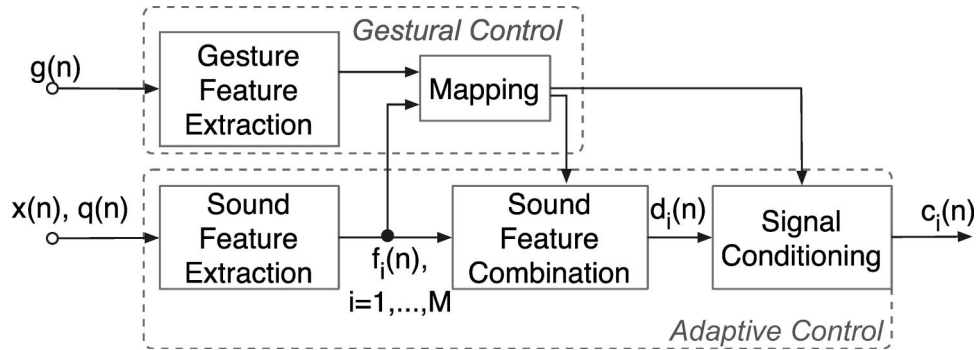 Gestural Control
g(n)
Gesture
Feature
Extraction
Mapping
x(n), q(n)
Sound
Feature
Extraction
f_i(n),
i=1,...,M
Sound
Feature
Combination
d_i(n)
Signal
Conditioning
c_i(n)
Adaptive Control